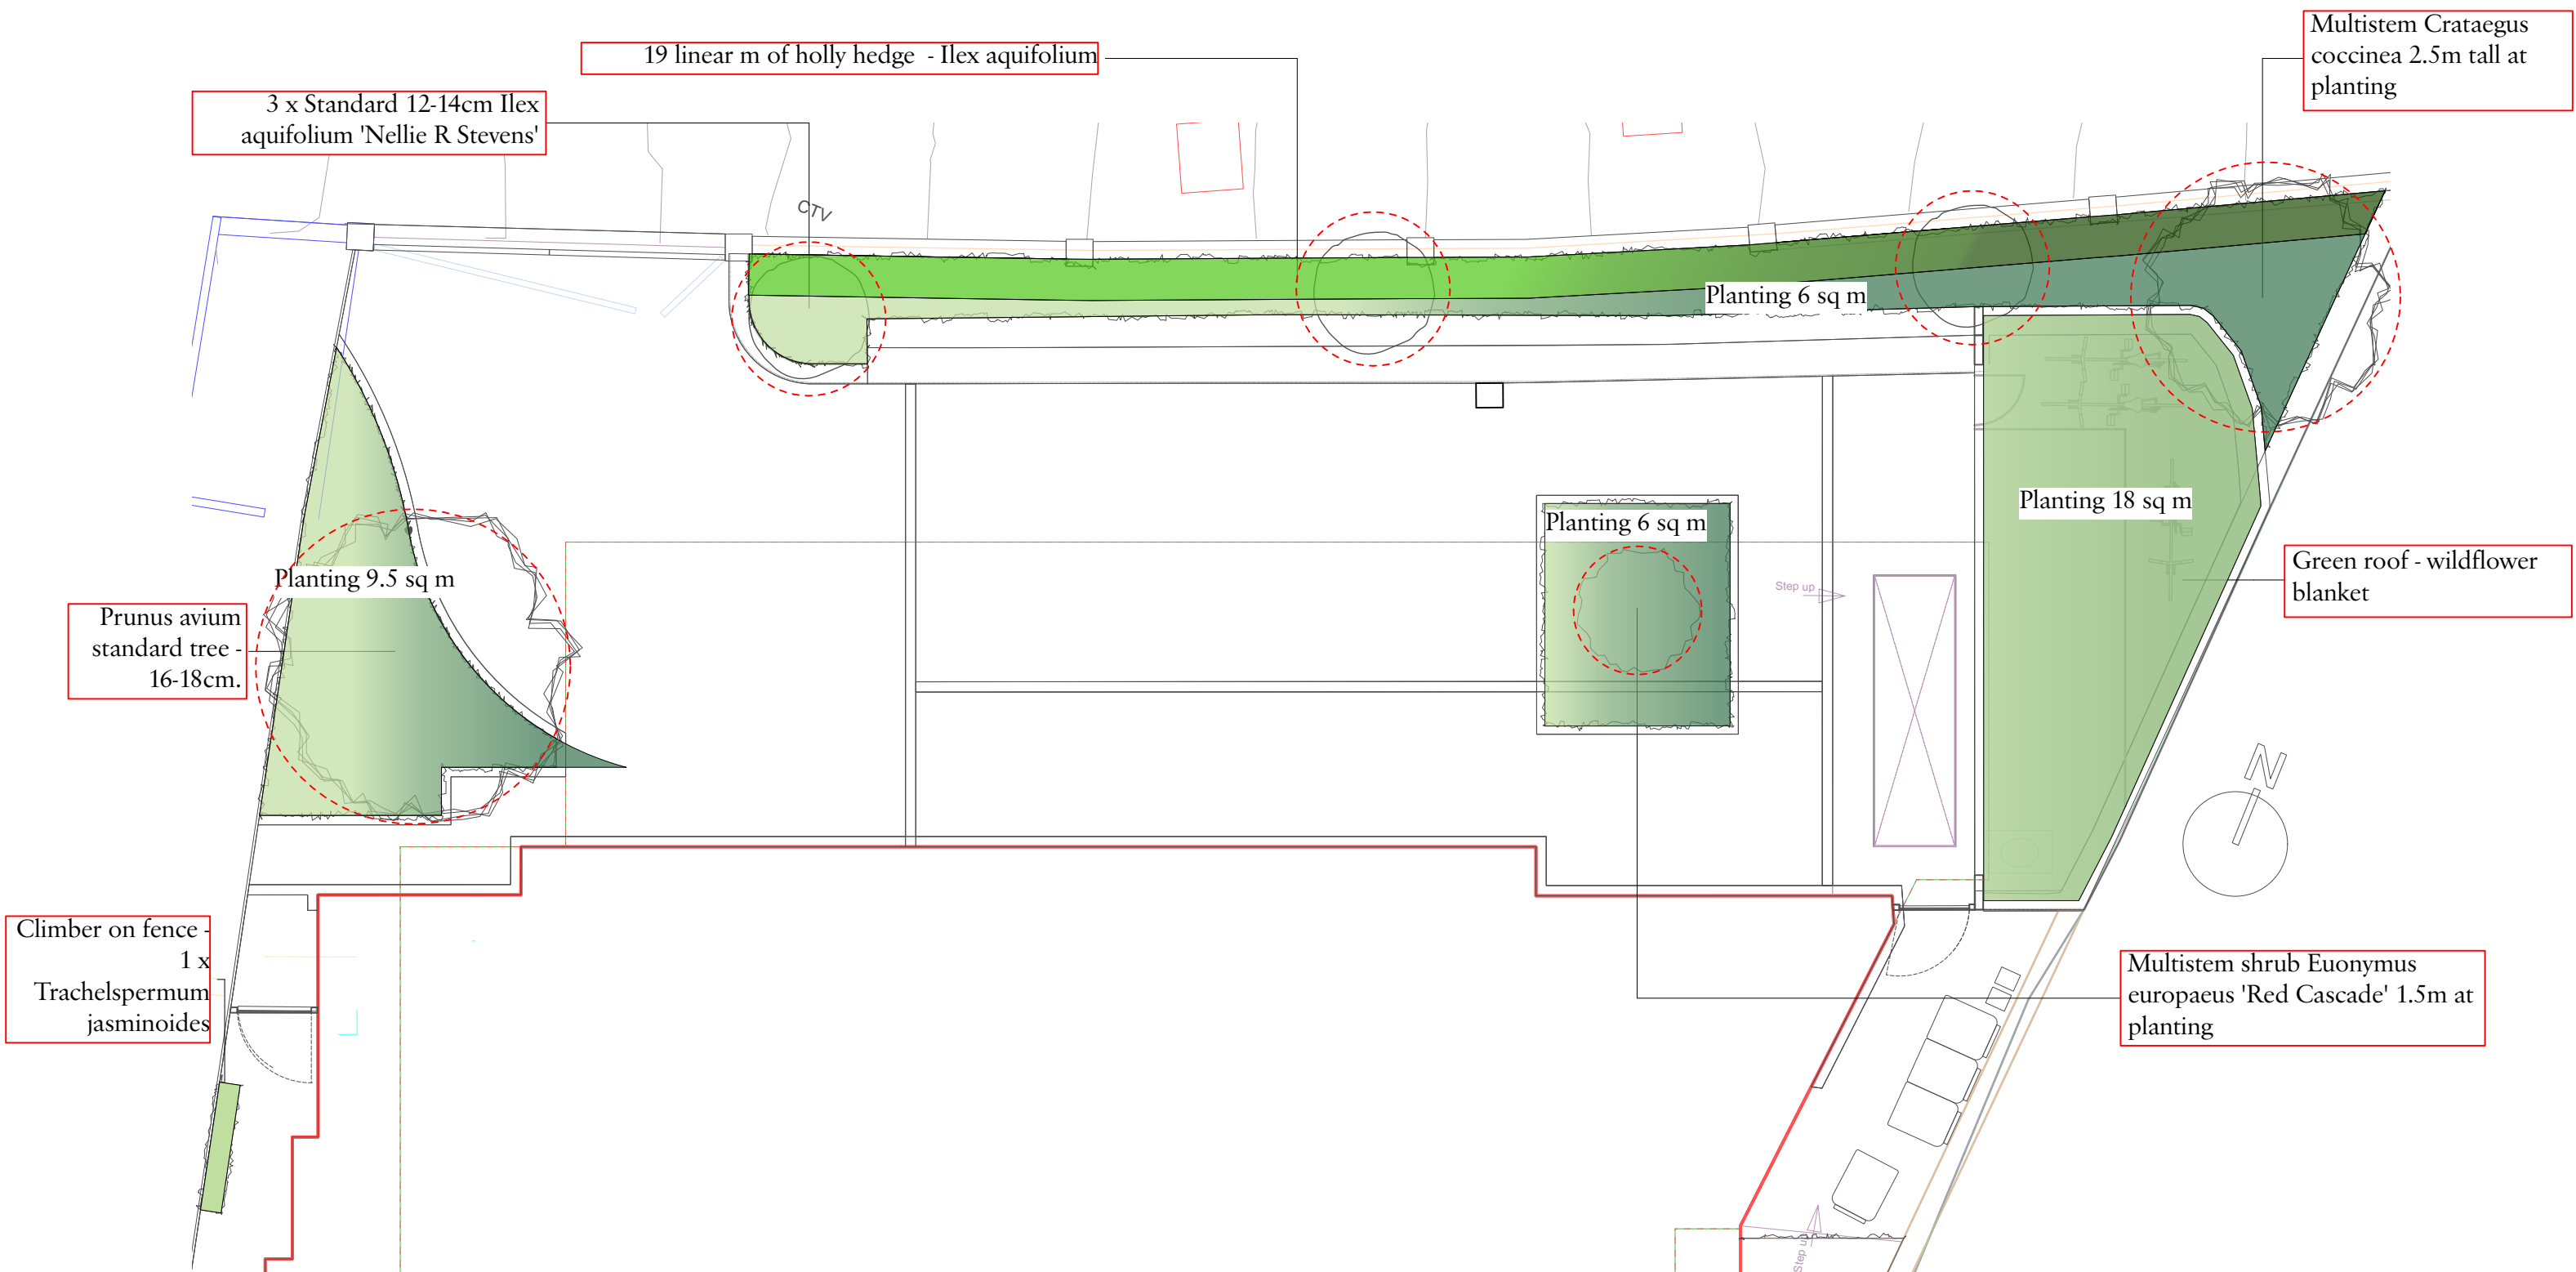 Multistem Crataegus
coccinea 2.5m tall at
planting
19 linear m of holly hedge - Ilex aquifolium
3 x Standard 12-14cm Ilex
aquifolium 'Nellie R Stevens'
CTV
Planting 6 sq m
Planting 18 sq m
Planting 6 sq m
Green roof - wildflower
blanket
Planting 9.5 sq m
Step up
Prunus avium
standard tree -
16-18cm.
N
Climber on fence -
1 x
Trachelspermum
jasminoides
Multistem shrub Euonymus
europaeus 'Red Cascade' 1.5m at
planting
Step up